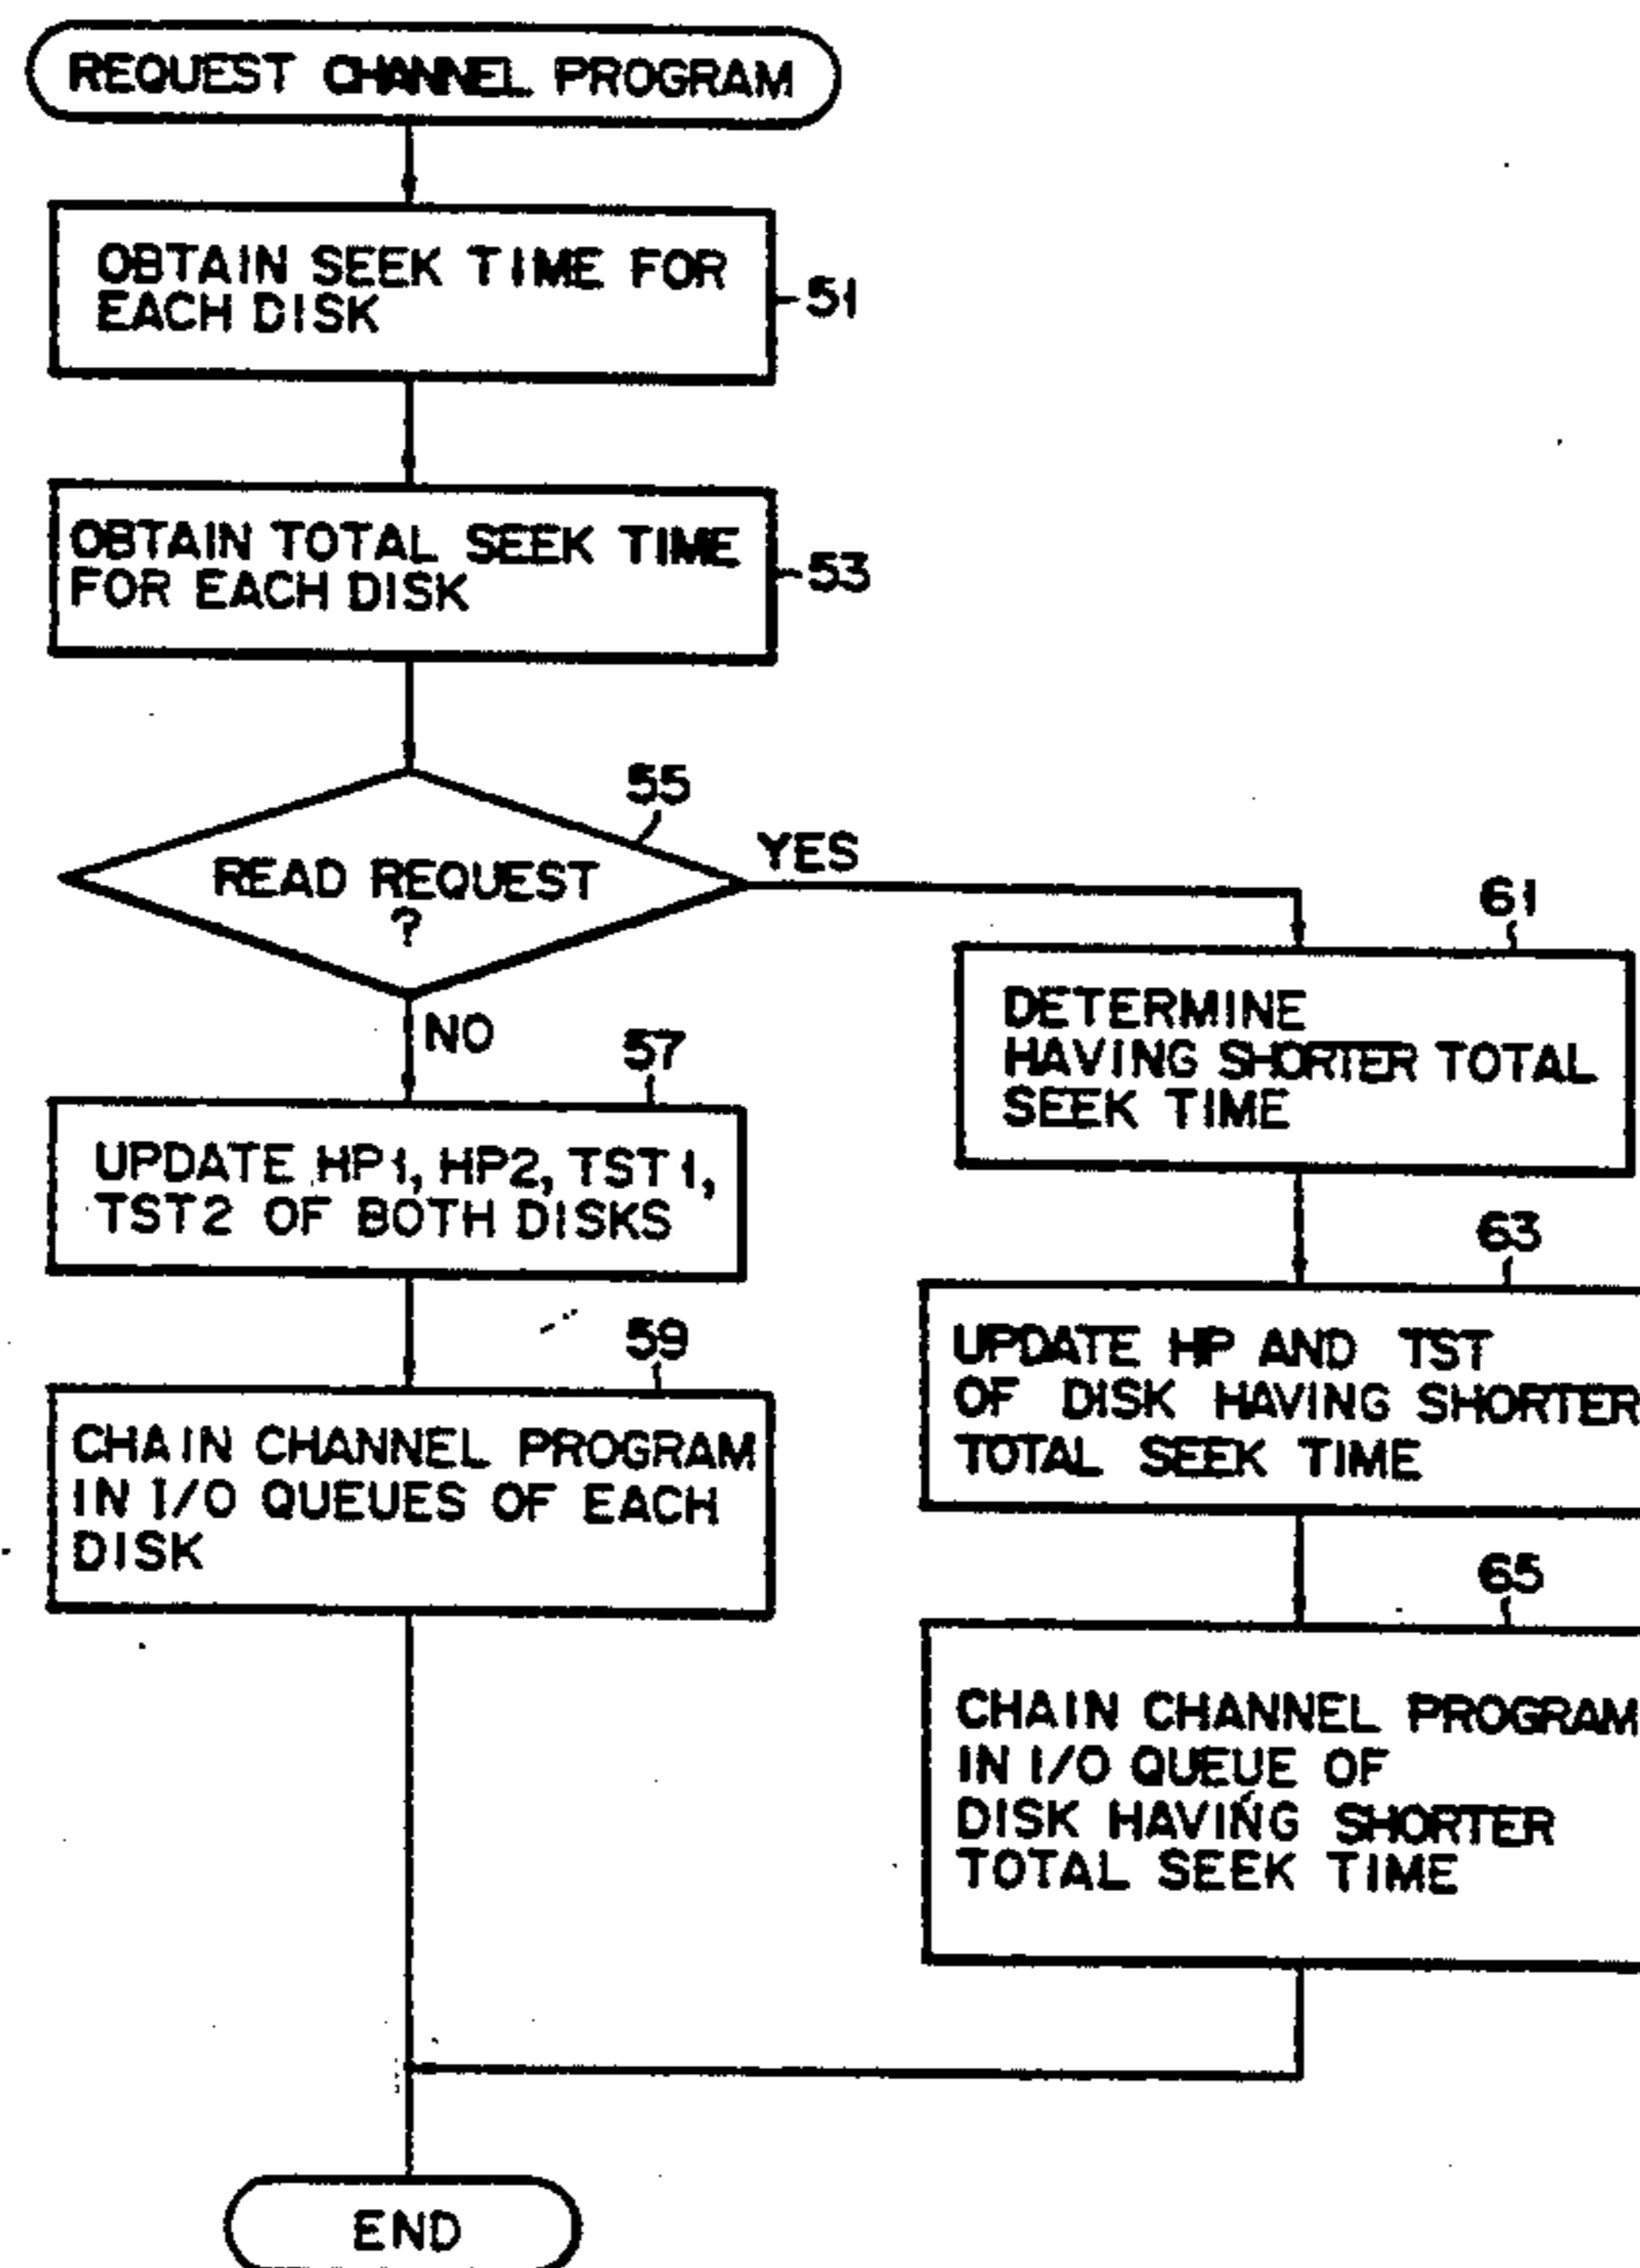 REQUEST CHANNEL PROGRAM
OBTAIN SEEK TIME FOR
EACH DISK
51
OBTAIN TOTAL SEEK TIME
FOR EACH DISK
53
55
READ REQUEST
?
YES
NO
57
UPDATE HP1, HP2, TST1,
TST2 OF BOTH DISKS
59
CHAIN CHANNEL PROGRAM
IN I/O QUEUES OF EACH
DISK
61
DETERMINE
HAVING SHORTER TOTAL
SEEK TIME
63
UPDATE HP AND TST
OF DISK HAVING SHORTER
TOTAL SEEK TIME
65
CHAIN CHANNEL PROGRAM
IN I/O QUEUE OF
DISK HAVING SHORTER
TOTAL SEEK TIME
END